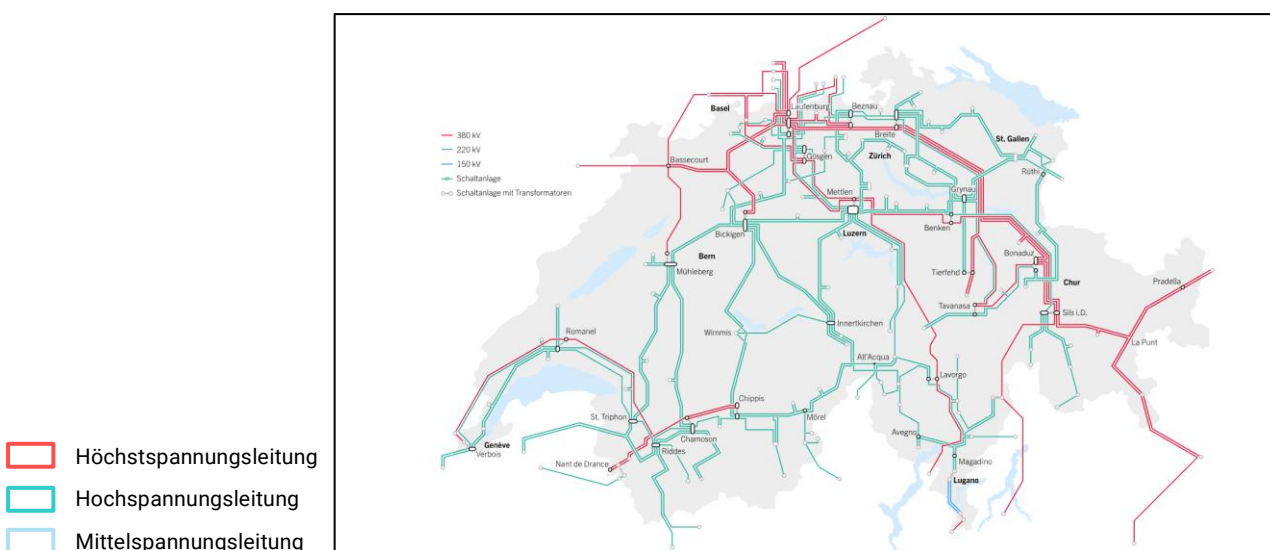 380 kV
220 kV
150 kV
Schaltanlage
Schaltanlage mit Transformatoren
Basel
Laufenburg
Beznau
Breite
St. Gallen
Bassecourt
Gösgen
Zürich
Rüthi
Mettlen
Grynau
Bickigen
Luzern
Benken
Bern
Mühleberg
Bonaduz
Tierfehd
Chur
Pradella
Tavanasa
Sils i.D.
Romanel
Wimmis
Innertkirchen
La Punt
All'Acqua
Lavorgo
Chippis
St. Triphon
Mörel
Genève
Verbois
Chamoson
Riddes
Avegno
Nant de Drance
Magadino
Lugano
Höchstspannungsleitung
Hochspannungsleitung
Mittelspannungsleitung